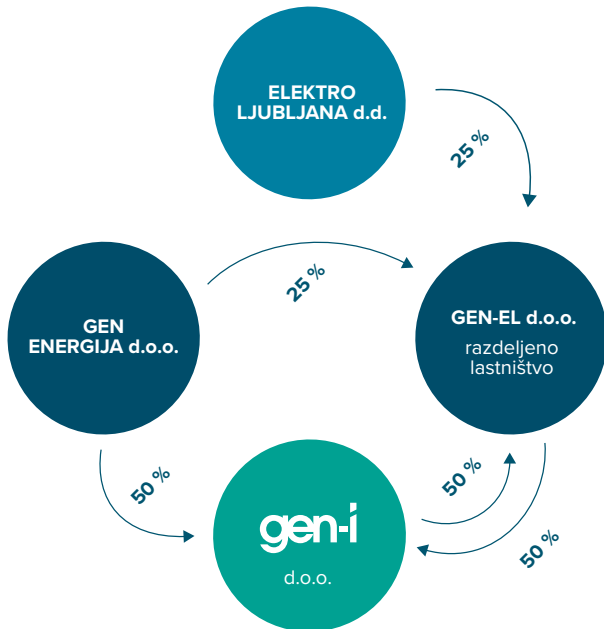 ELEKTRO
LJUBLJANA d.d.
25 %
25 %
GEN
ENERGIJA d.o.o.
GEN-EL d.o.o.
razdeljeno
lastništvo
50 %
50 %
50 %
gen-i
d.o.o.